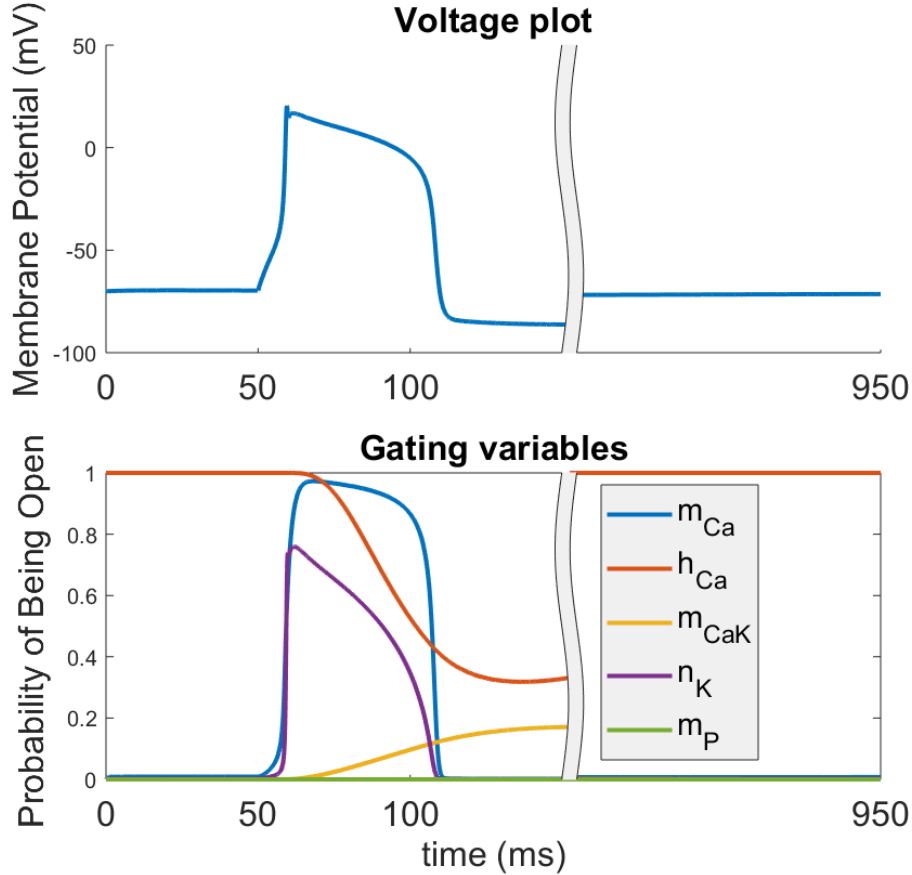 Voltage plot
Membrane Potential (mV)
50
0
-50
-100
0 50 100 950
Gating variables
Probability of Being Open
1
0.8
0.6
0.4
0.2
0
m_Ca
h_Ca
m_CaK
n_K
m_P
0 50 100 950
time (ms)